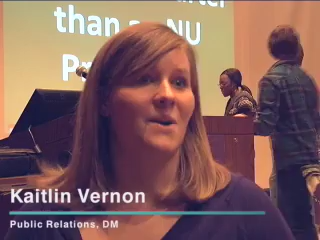 than a NU
Kaitlin Vernon
Public Relations, DM